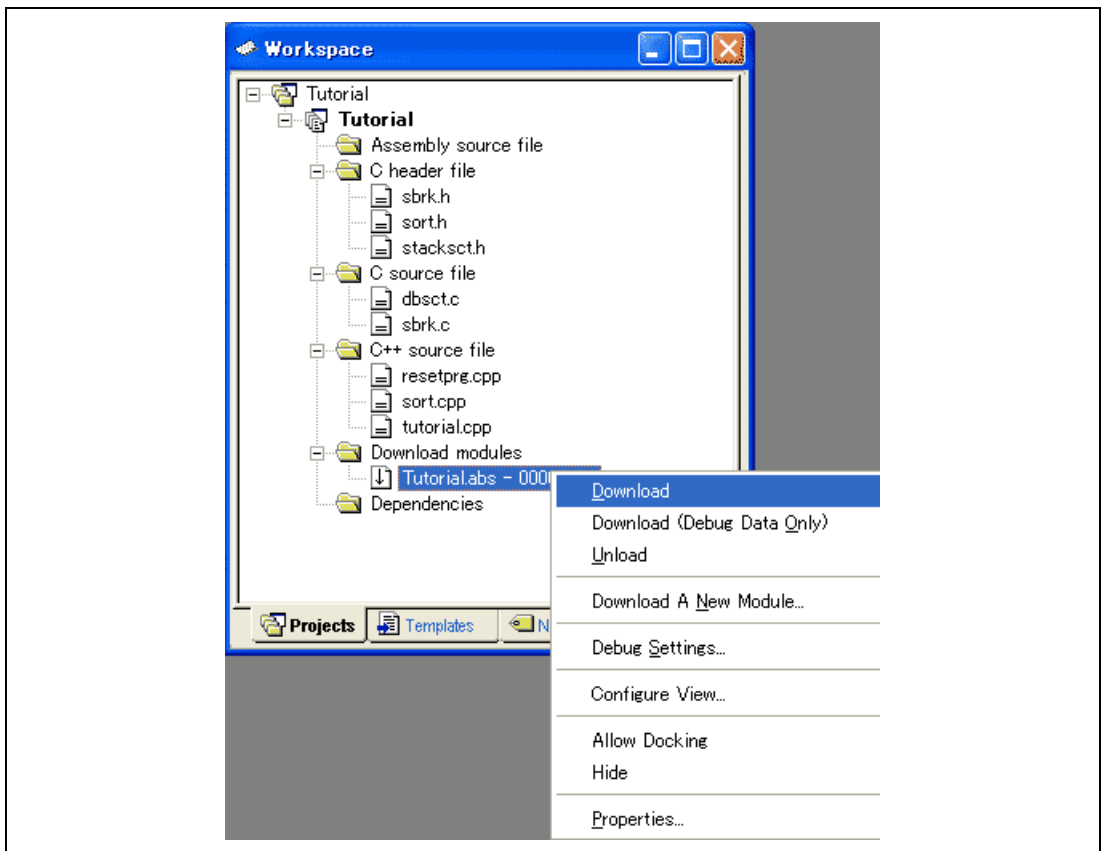 Workspace
Tutorial
Tutorial
Assembly source file
C header file
sbrk.h
sort.h
stacksct.h
C source file
dbsct.c
sbrk.c
C++ source file
resetprg.cpp
sort.cpp
tutorial.cpp
Download modules
Tutorial.abs - 000
Dependencies
Download
Download (Debug Data Only)
Unload
Download A New Module...
Debug Settings...
Configure View...
Allow Docking
Hide
Properties...
Projects Templates N